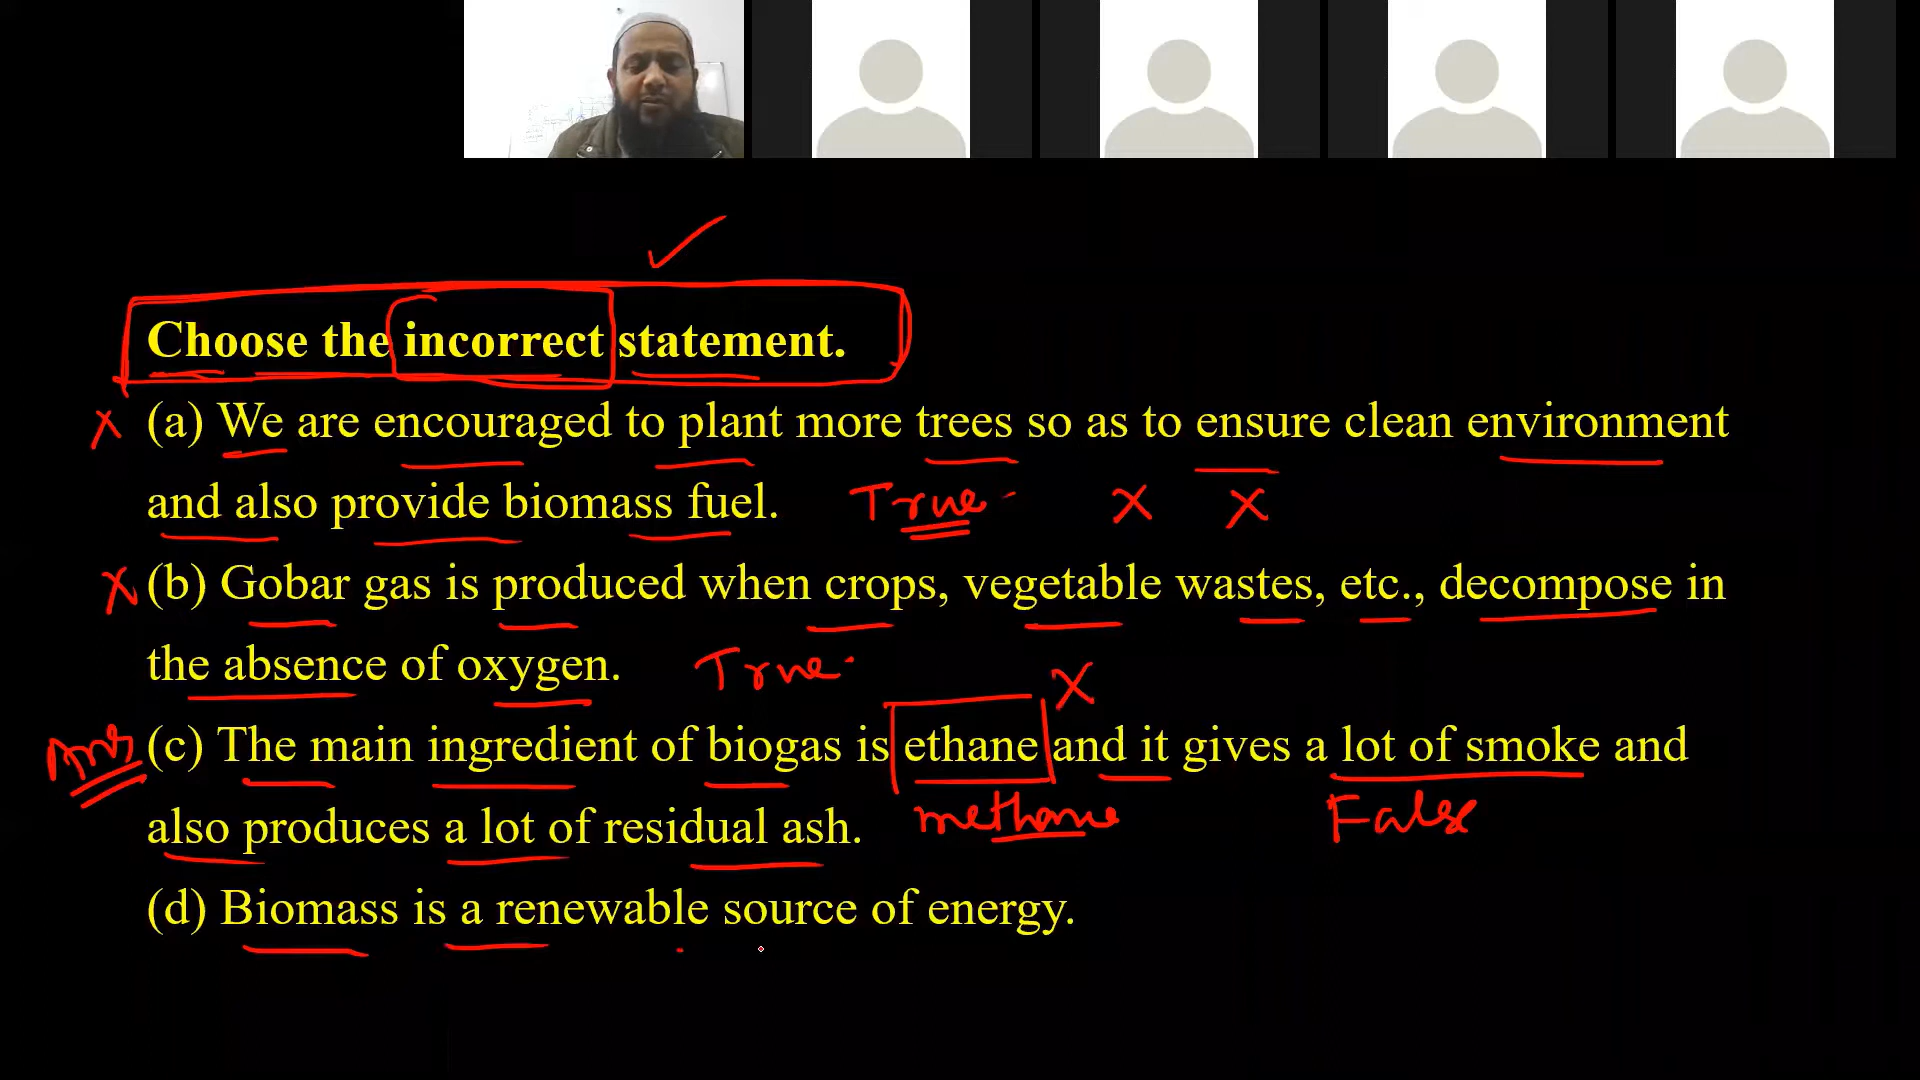 Choose the incorrect statement.
X (a) We are encouraged to plant more trees so as to ensure clean environment
and also provide biomass fuel. True X X
X (b) Gobar gas is produced when crops, vegetable wastes, etc., decompose in
the absence of oxygen. True X
Ans (c) The main ingredient of biogas is ethane and it gives a lot of smoke and
also produces a lot of residual ash. methane False
(d) Biomass is a renewable source of energy.